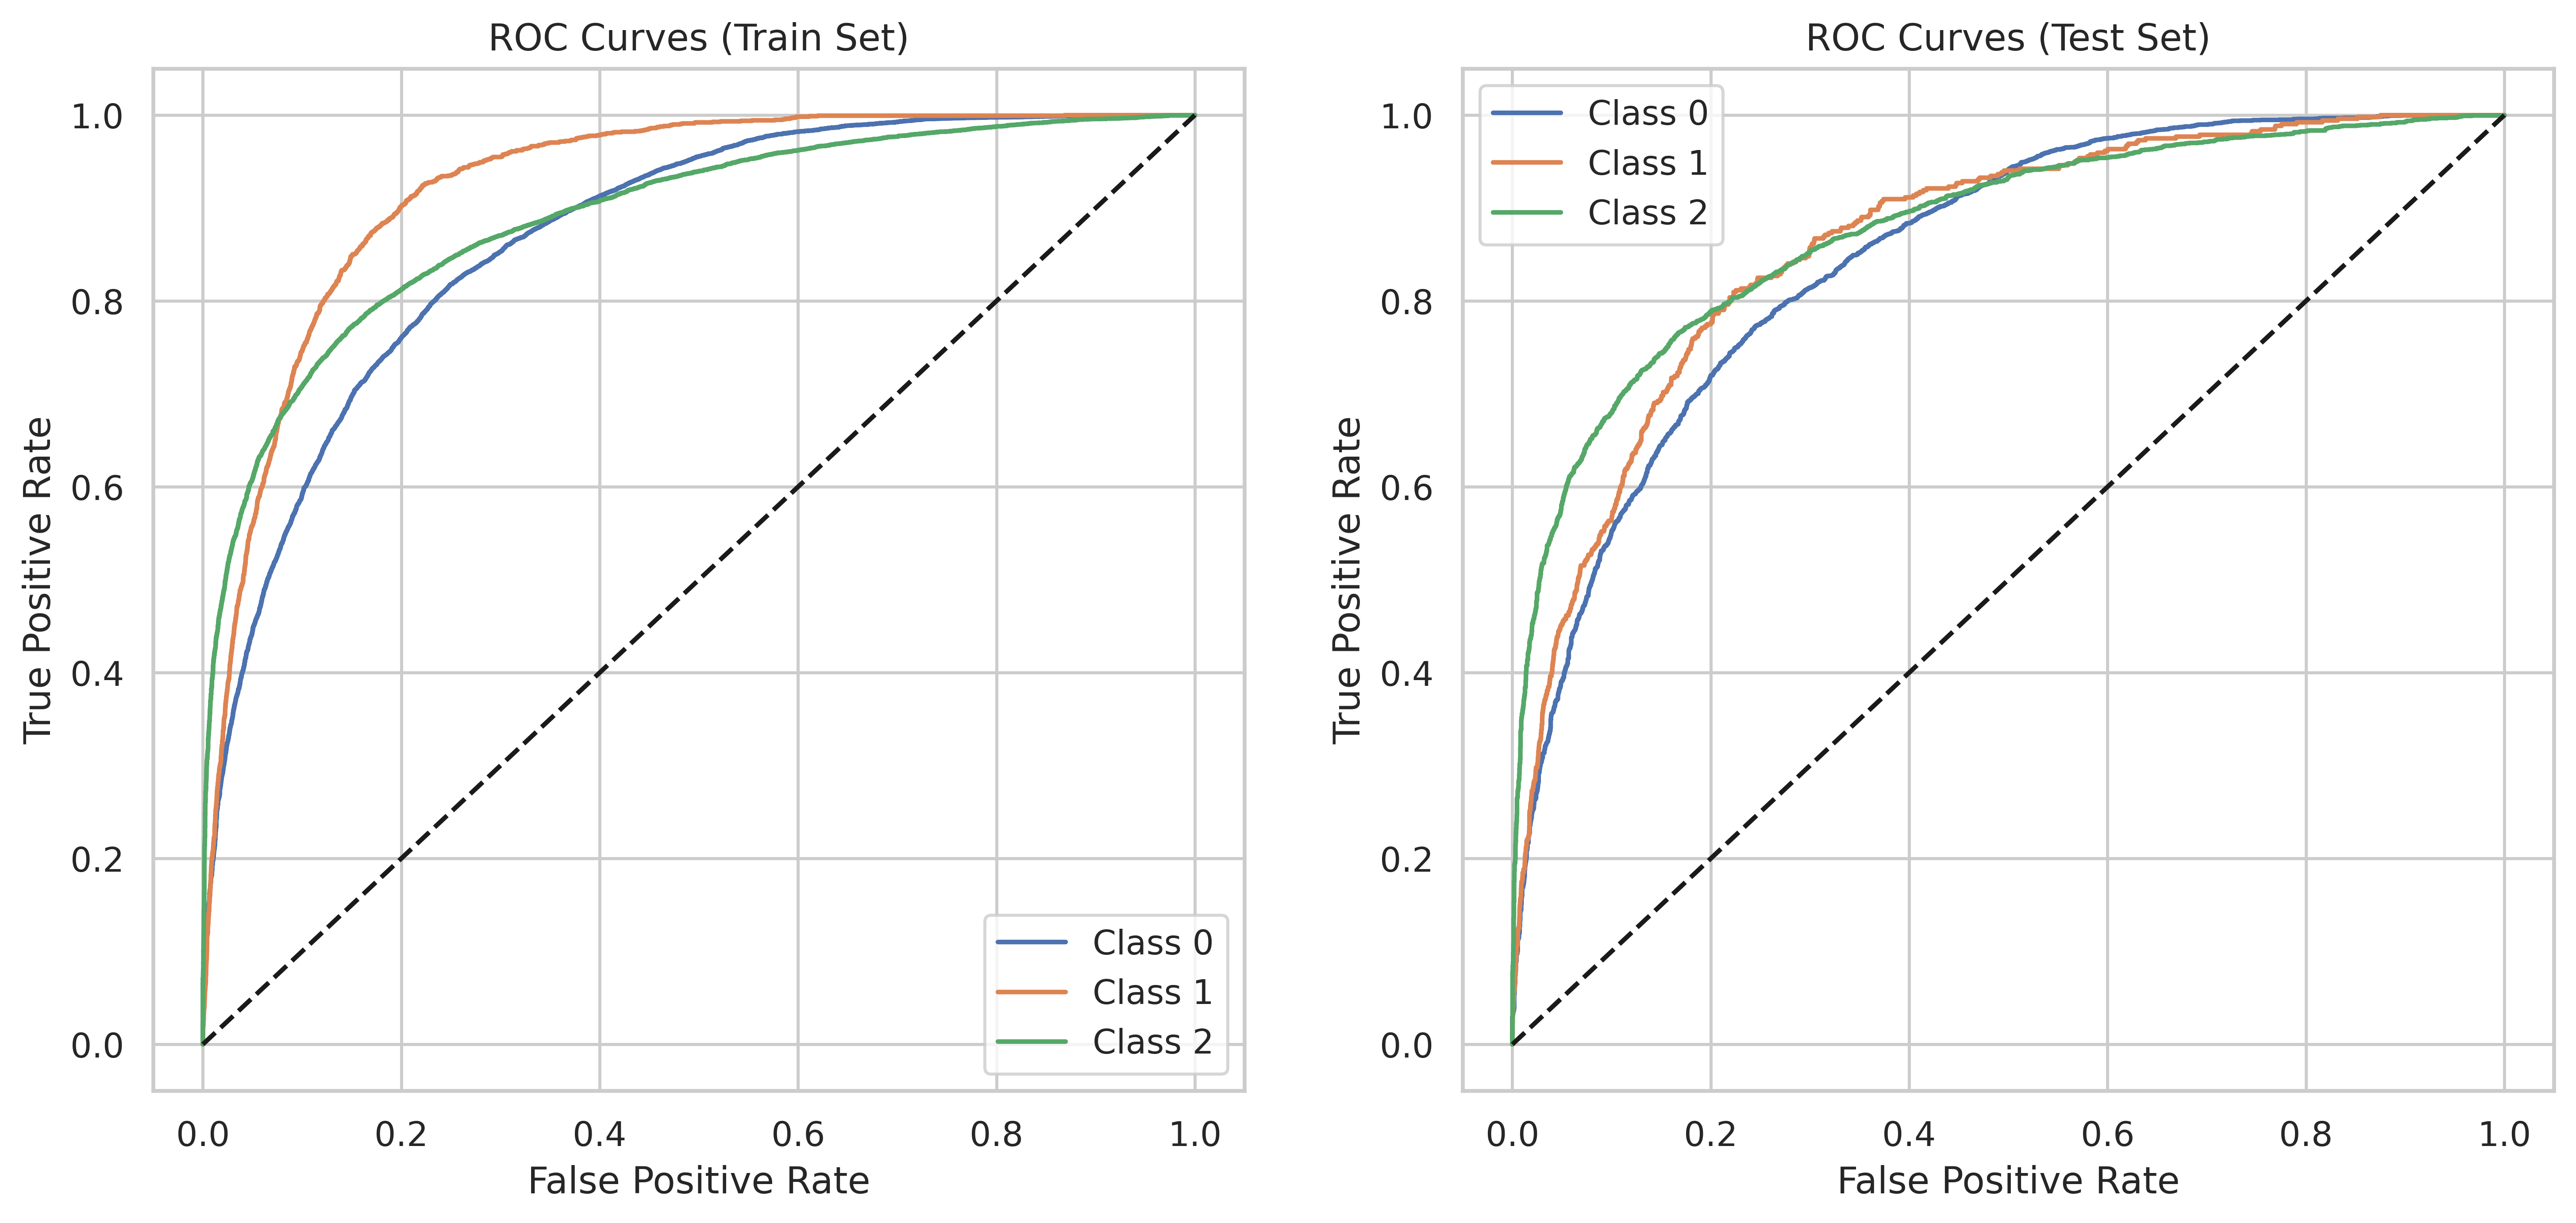 ROC Curves (Train Set)
True Positive Rate
1.0
0.8
0.6
0.4
0.2
0.0
Class 0
Class 1
Class 2
0.0 0.2 0.4 0.6 0.8 1.0
False Positive Rate
ROC Curves (Test Set)
True Positive Rate
1.0
0.8
0.6
0.4
0.2
0.0
Class 0
Class 1
Class 2
0.0 0.2 0.4 0.6 0.8 1.0
False Positive Rate